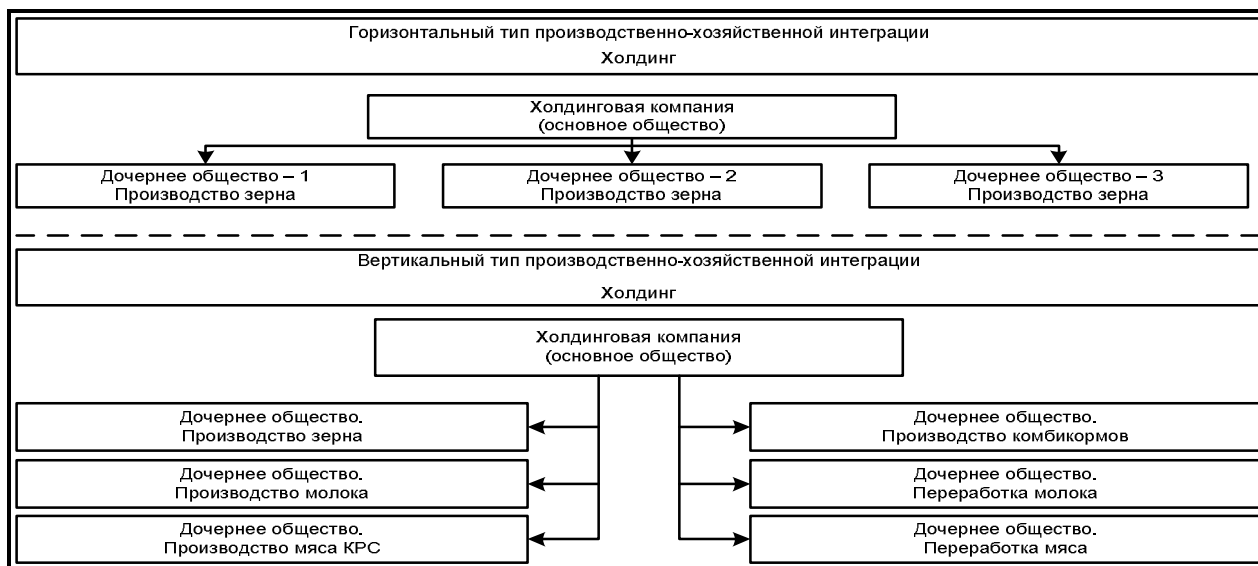 Горизонтальный тип производственно-хозяйственной интеграции
Холдинг
Холдинговая компания
(основное общество)
Дочернее общество – 1
Производство зерна
Дочернее общество – 2
Производство зерна
Дочернее общество – 3
Производство зерна
Вертикальный тип производственно-хозяйственной интеграции
Холдинг
Холдинговая компания
(основное общество)
Дочернее общество.
Производство зерна
Дочернее общество.
Производство комбикормов
Дочернее общество.
Производство молока
Дочернее общество.
Переработка молока
Дочернее общество.
Производство мяса КРС
Дочернее общество.
Переработка мяса